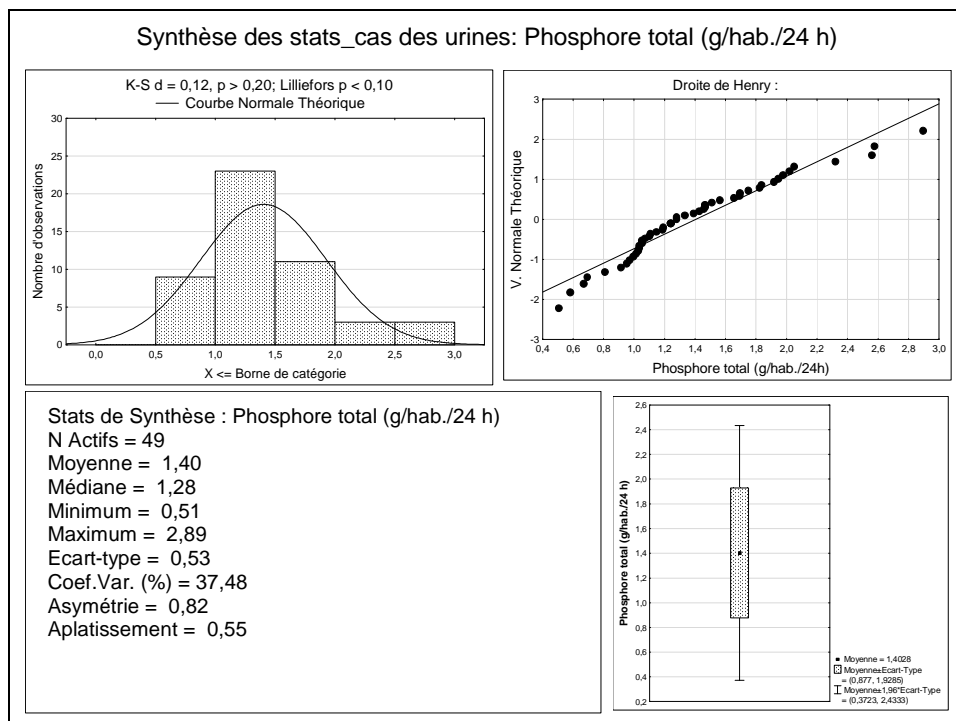 Synthèse des stats_cas des urines: Phosphore total (g/hab./24 h)
K-S d = 0,12, p > 0,20; Lilliefors p < 0,10
Courbe Normale Théorique
30
25
20
15
10
5
0
Nombre d'observations
0,0 0,5 1,0 1,5 2,0 2,5 3,0
X <= Borne de catégorie
Droite de Henry :
3
2
1
0
-1
-2
-3
V. Normale Théorique
0,4 0,6 0,8 1,0 1,2 1,4 1,6 1,8 2,0 2,2 2,4 2,6 2,8 3,0
Phosphore total (g/hab./24h)
Stats de Synthèse : Phosphore total (g/hab./24 h)
N Actifs = 49
Moyenne = 1,40
Médiane = 1,28
Minimum = 0,51
Maximum = 2,89
Ecart-type = 0,53
Coef.Var. (%) = 37,48
Asymétrie = 0,82
Aplatissement = 0,55
2,6
2,4
2,2
2,0
1,8
1,6
1,4
1,2
1,0
0,8
0,6
0,4
0,2
Phosphore total (g/hab./24 h)
Moyenne = 1,4028
Moyenne±Ecart-Type
= (0,877, 1,9285)
Moyenne±1,96*Ecart-Type
= (0,3723, 2,4333)